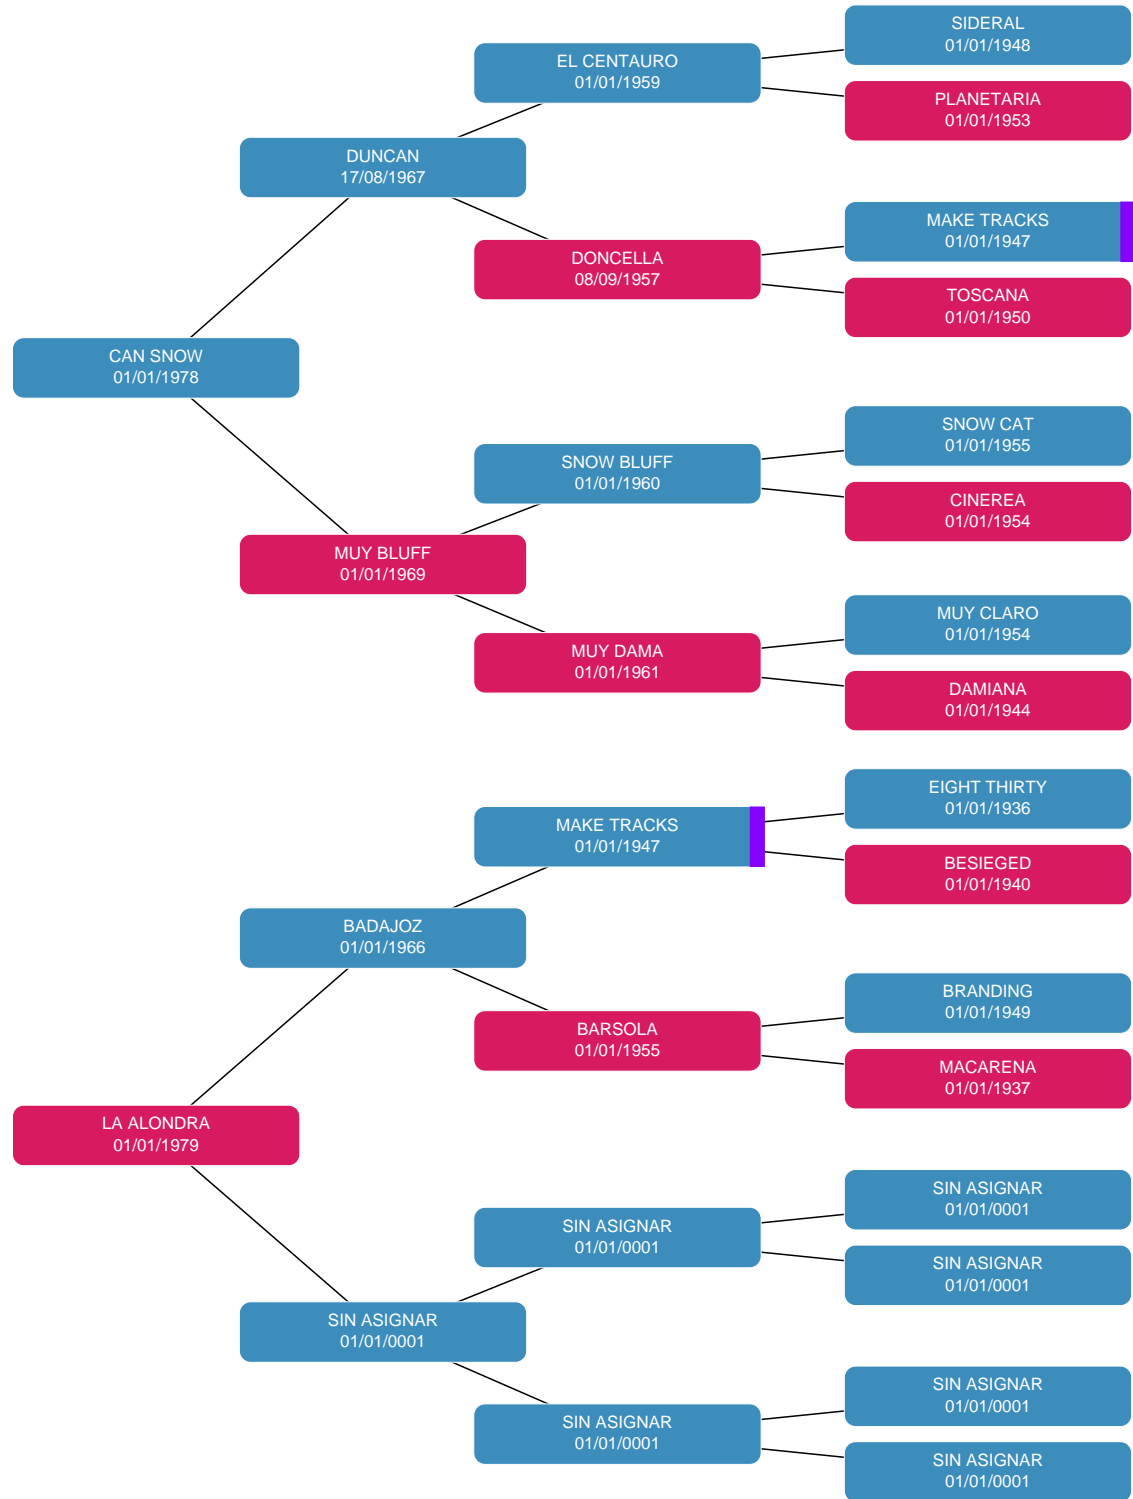 SIDERAL
01/01/1948
EL CENTAURO
01/01/1959
PLANETARIA
01/01/1953
DUNCAN
17/08/1967
MAKE TRACKS
01/01/1947
DONCELLA
08/09/1957
TOSCANA
01/01/1950
CAN SNOW
01/01/1978
SNOW CAT
01/01/1955
SNOW BLUFF
01/01/1960
CINEREA
01/01/1954
MUY BLUFF
01/01/1969
MUY CLARO
01/01/1954
MUY DAMA
01/01/1961
DAMIANA
01/01/1944
EIGHT THIRTY
01/01/1936
MAKE TRACKS
01/01/1947
BESIEGED
01/01/1940
BADAJOZ
01/01/1966
BRANDING
01/01/1949
BARSOLA
01/01/1955
MACARENA
01/01/1937
LA ALONDRA
01/01/1979
SIN ASIGNAR
01/01/0001
SIN ASIGNAR
01/01/0001
SIN ASIGNAR
01/01/0001
SIN ASIGNAR
01/01/0001
SIN ASIGNAR
01/01/0001
SIN ASIGNAR
01/01/0001
SIN ASIGNAR
01/01/0001